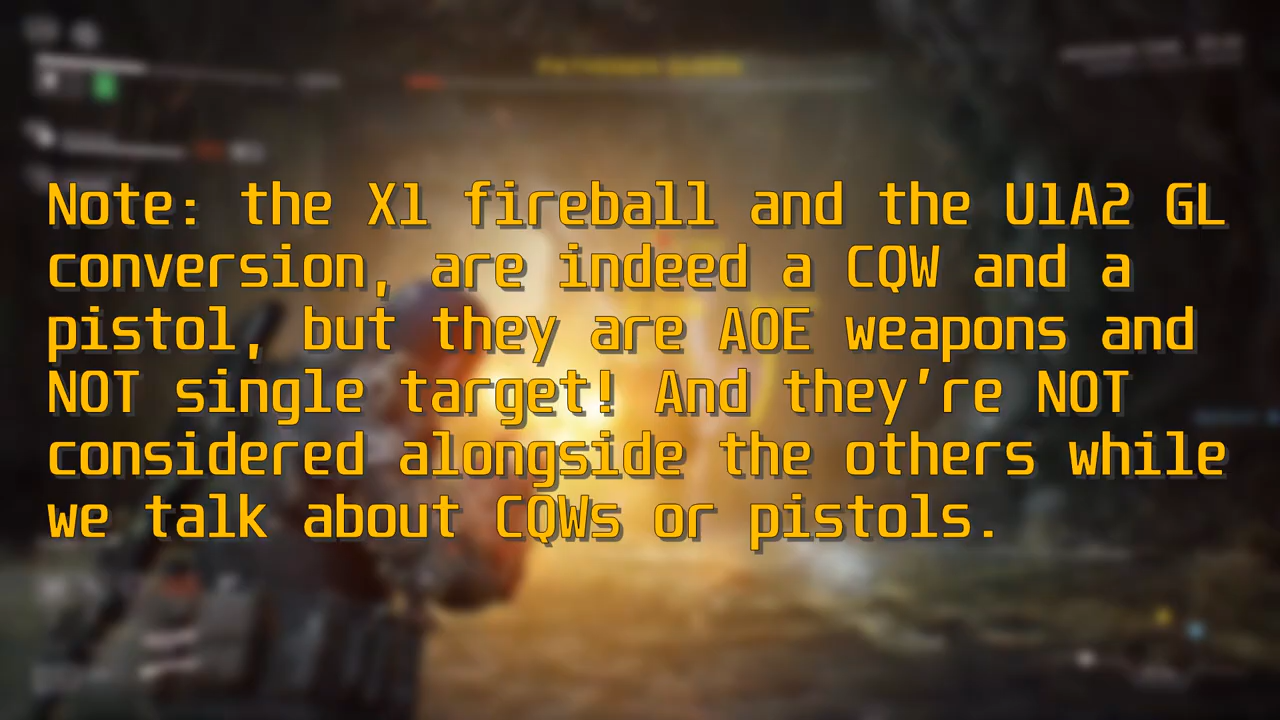 Note: the X1 fireball and the U1A2 GL
conversion, are indeed a CQW and a
pistol, but they are AOE weapons and
NOT single target! And they're NOT
considered alongside the others while
we talk about CQWs or pistols.